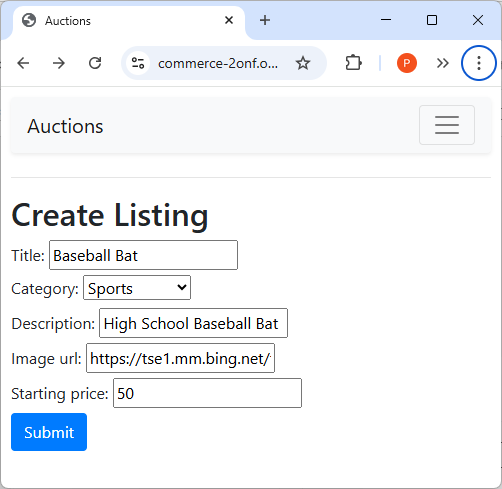 Auctions
commerce-2onf.o...
P
Auctions
Create Listing
Title: Baseball Bat
Category: Sports
Description: High School Baseball Bat
Image url: https://tse1.mm.bing.net/
Starting price: 50
Submit